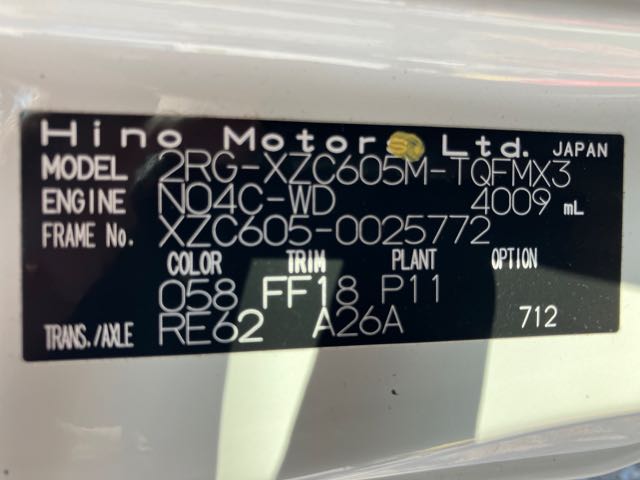 Hino Motors Ltd. JAPAN
MODEL 2RG-XZC605M-TQFMX3
ENGINE N04C-WD 4009 mL
FRAME No. XZC605-0025772
COLOR TRIM PLANT OPTION
058 FF18 P11
TRANS./AXLE RE62 A26A 712